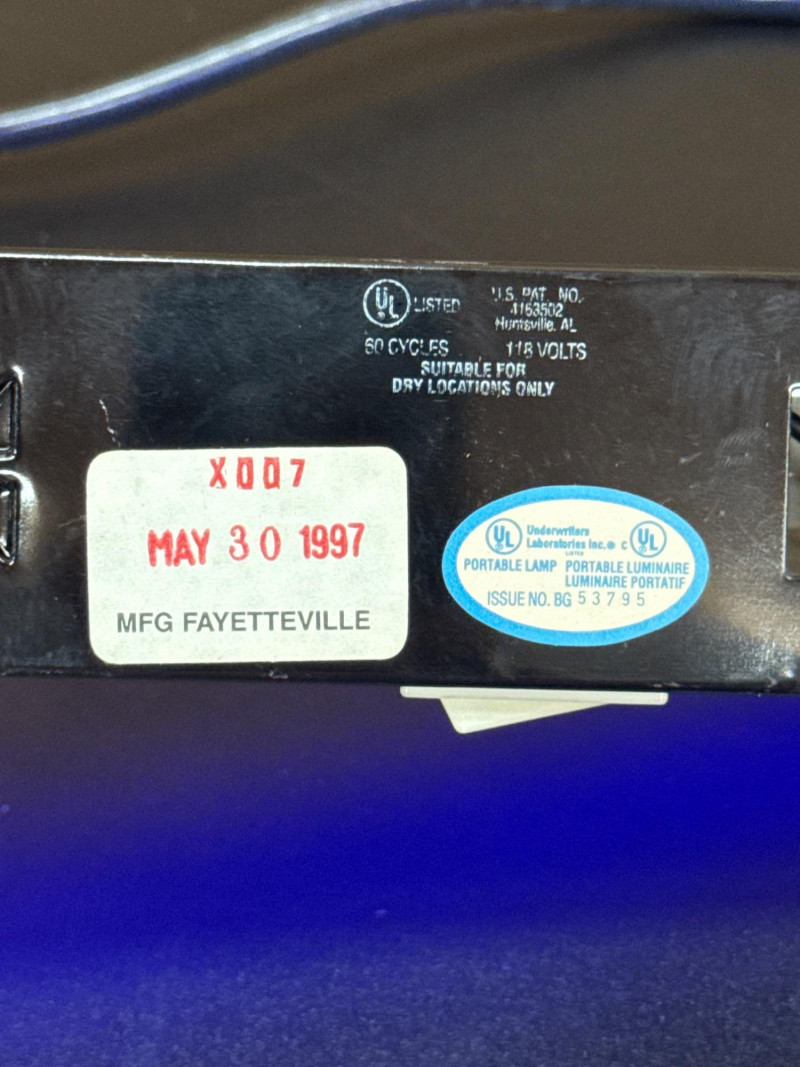 UL LISTED
U.S. PAT. NO.
4163502
Huntsville, AL
60 CYCLES 118 VOLTS
SUITABLE FOR
DRY LOCATIONS ONLY
X007
MAY 30 1997
MFG FAYETTEVILLE
UL Underwriters Laboratories Inc.® c UL
LISTED
PORTABLE LAMP PORTABLE LUMINAIRE
LUMINAIRE PORTATIF
ISSUE NO. BG 53795